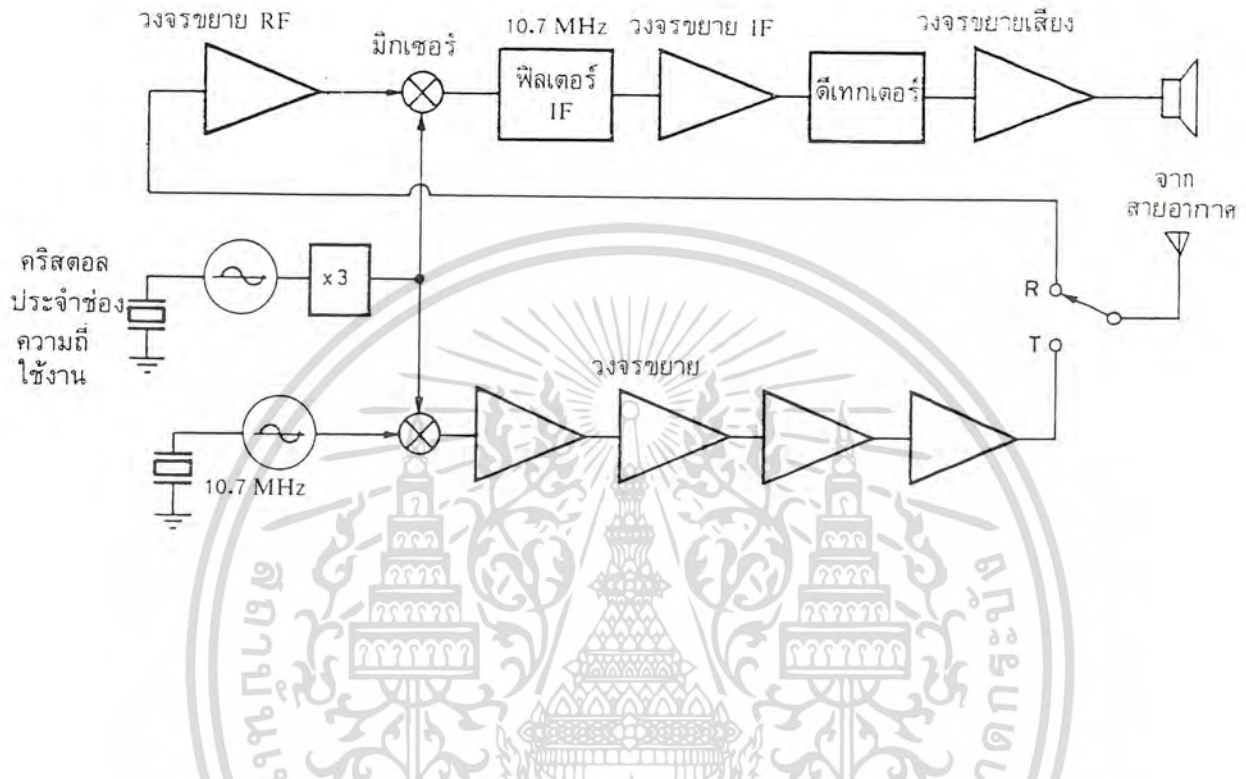 วงจรขยาย RF
มิกเซอร์
10.7 MHz
วงจรขยาย IF
วงจรขยายเสียง
ฟิลเตอร์
IF
ดีเทกเตอร์
จาก
สายอากาศ
คริสตอล
ประจำช่อง
ความถี่
ใช้งาน
x3
R
T
วงจรขยาย
10.7 MHz